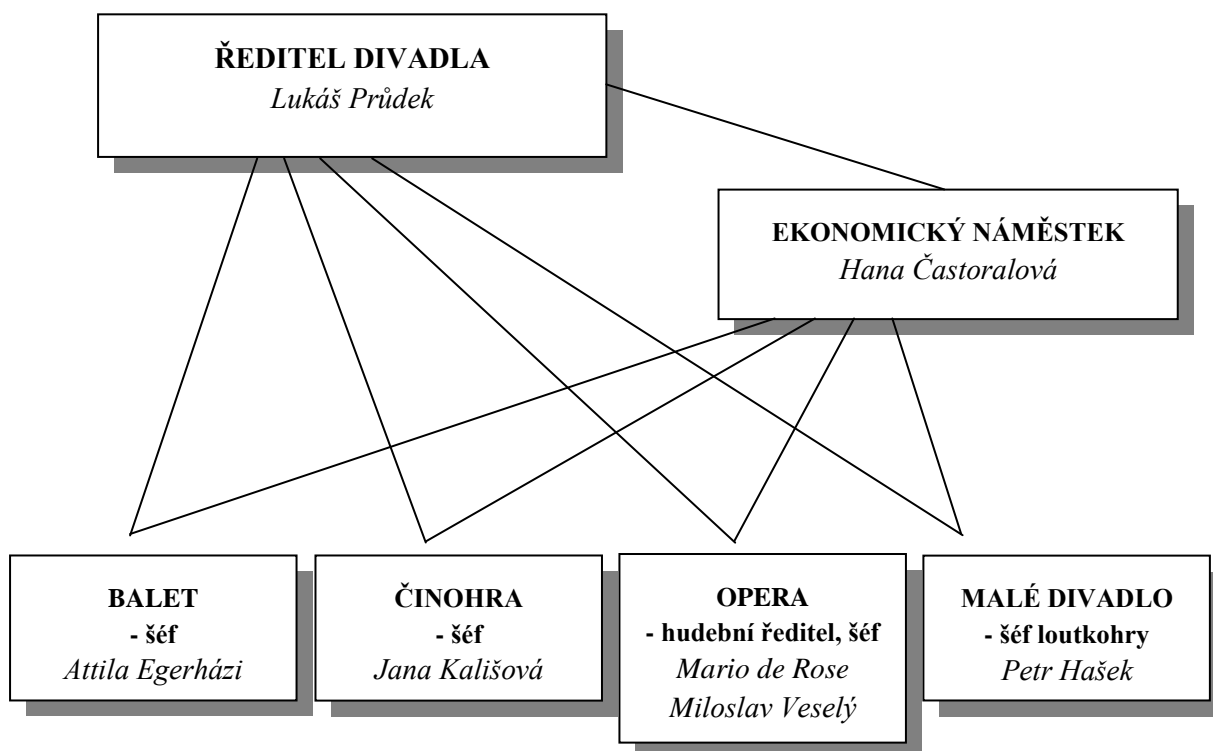 ŘEDITEL DIVADLA
Lukáš Průdek
EKONOMICKÝ NÁMĚSTEK
Hana Častoralová
BALET
- šéf
Attila Egerházi
ČINOHRA
- šéf
Jana Kališová
OPERA
- hudební ředitel, šéf
Mario de Rose
Miloslav Veselý
MALÉ DIVADLO
- šéf loutkohry
Petr Hašek